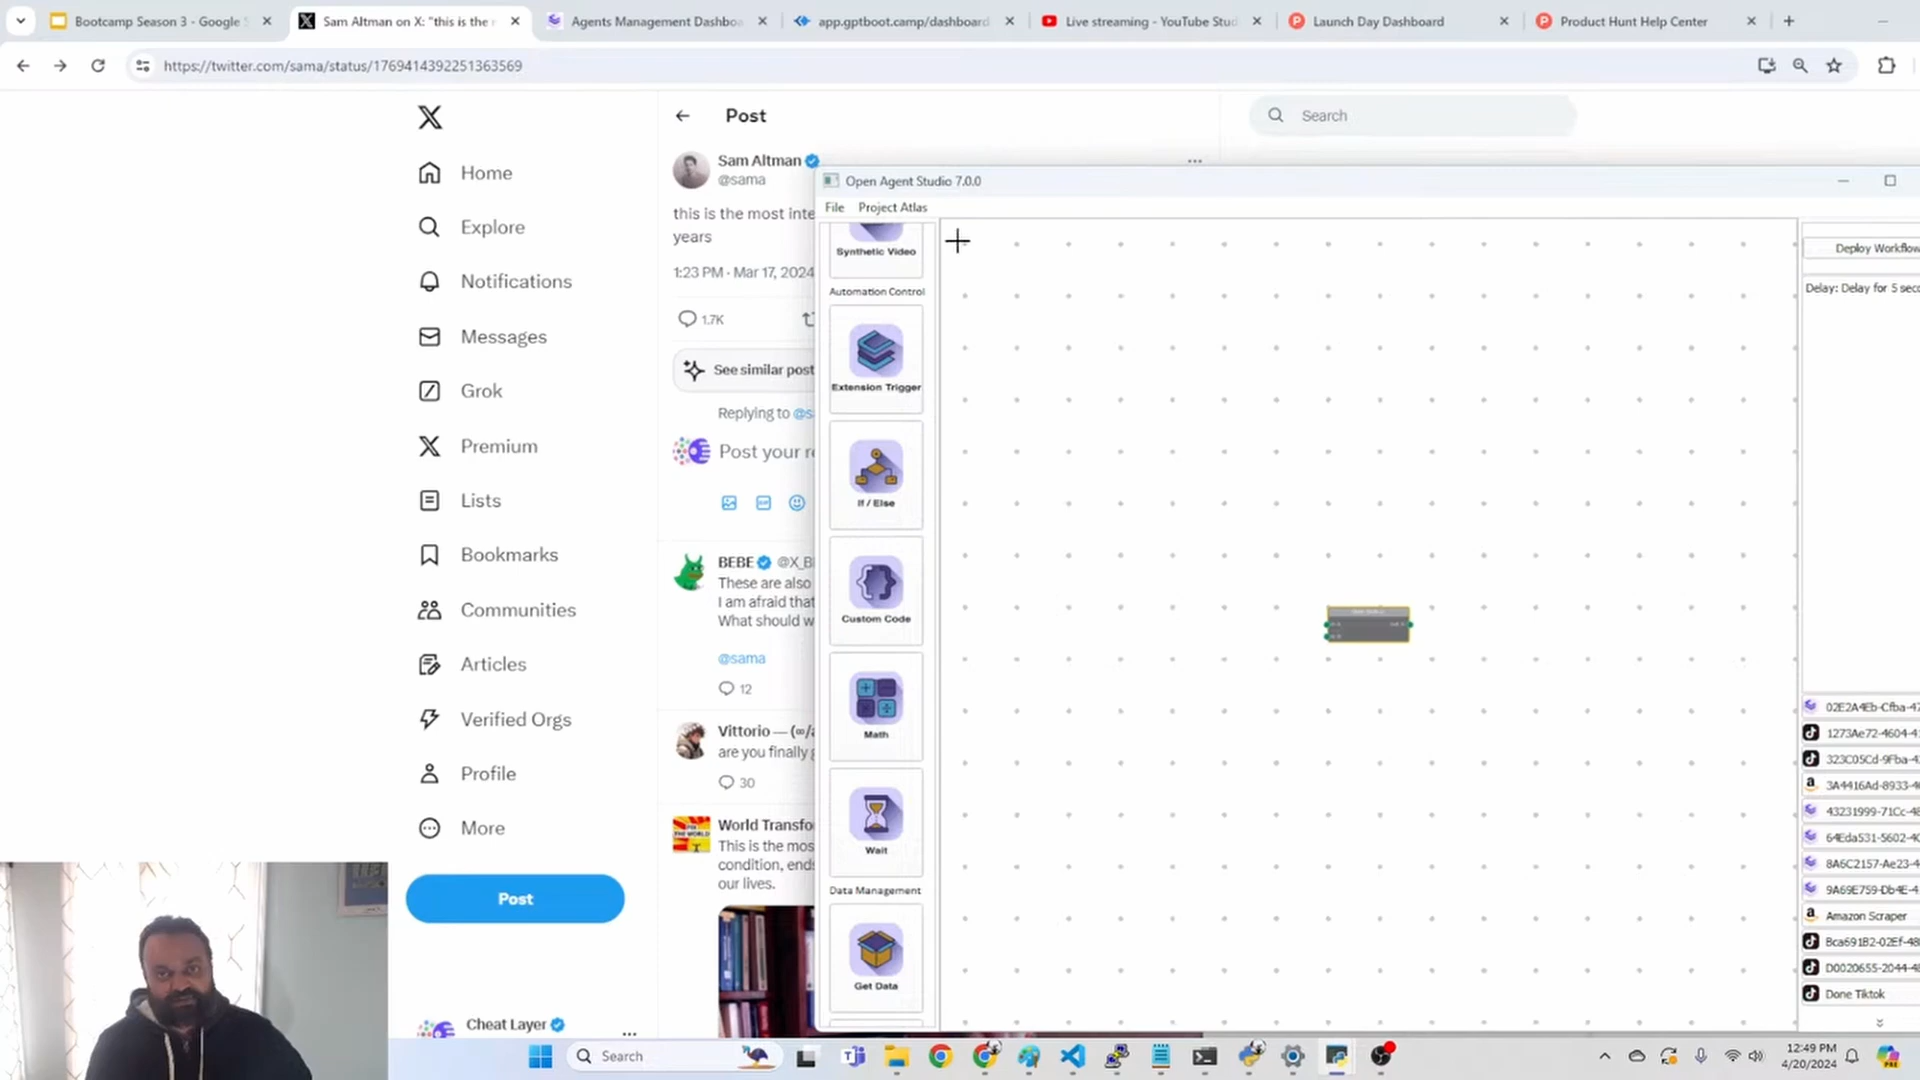 Bootcamp Season 3 - Google S
Sam Altman on X: "this is the m
Agents Management Dashboa
app.gptboot.camp/dashboard
Live streaming - YouTube Stud
Launch Day Dashboard
Product Hunt Help Center
https://twitter.com/sama/status/1769414392251363569
Home
Explore
Notifications
Messages
Grok
Premium
Lists
Bookmarks
Communities
Articles
Verified Orgs
Profile
More
Post
Cheat Layer
Post
Search
Sam Altman
@sama
this is the most inte
years
1:23 PM · Mar 17, 2024
1.7K
See similar post
Replying to @sa
Post your re
BEBE @X_B
These are also
I am afraid that
What should w
@sama
12
Vittorio — (∞/a
are you finally g
30
World Transfo
This is the mos
condition, ends
our lives.
Open Agent Studio 7.0.0
File Project Atlas
Synthetic Video
Automation Control
Extension Trigger
If / Else
Custom Code
Math
Wait
Data Management
Get Data
Deploy Workflow
Delay: Delay for 5 seco
02E2A4Eb-Cfba-47
1273Ae72-4604-41
323C05Cd-9Fba-4
3A4416Ad-8933-4
43231999-71Cc-48
64Eda531-5602-4
8A6C2157-Ae23-4
9A69E759-Db4E-4
Amazon Scraper
Bca691B2-02Ef-48
D0020655-2044-4
Done Tiktok
Search
12:49 PM
4/20/2024